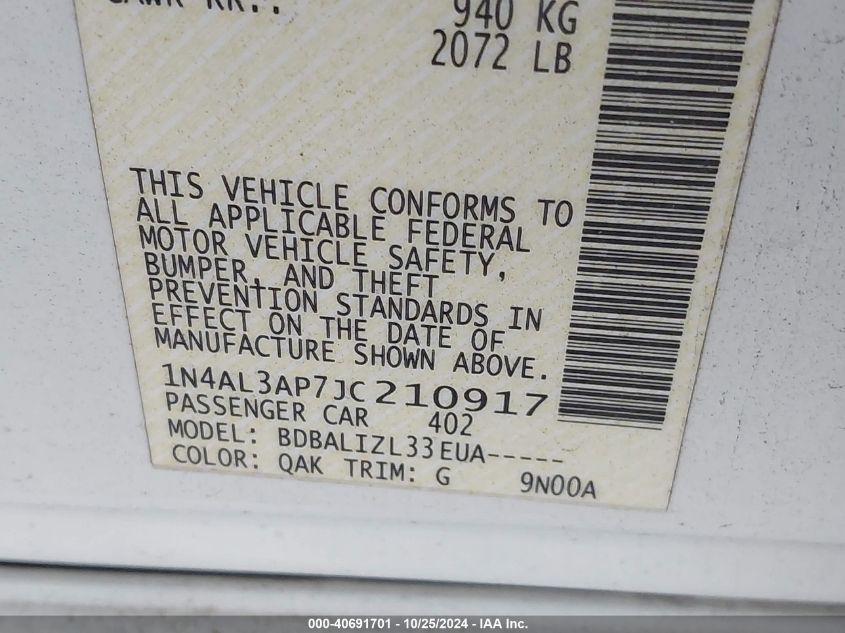 GAWR RR.:
940 KG
2072 LB
THIS VEHICLE CONFORMS TO
ALL APPLICABLE FEDERAL
MOTOR VEHICLE SAFETY,
BUMPER, AND THEFT
PREVENTION STANDARDS IN
EFFECT ON THE DATE OF
MANUFACTURE SHOWN ABOVE.
1N4AL3AP7JC210917
PASSENGER CAR 402
MODEL: BDBALIZL33EUA-----
COLOR: QAK TRIM: G 9N00A
000-40691701 - 10/25/2024 - IAA Inc.